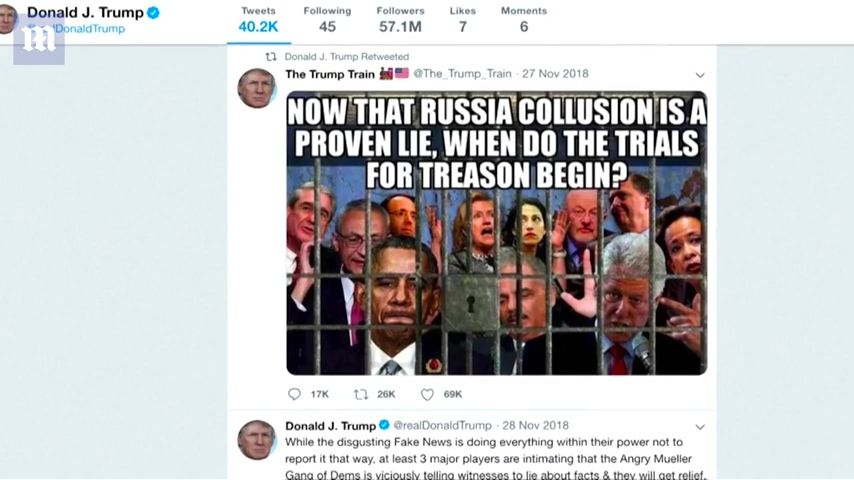 Donald J. Trump
@realDonaldTrump
m
Tweets
40.2K
Following
45
Followers
57.1M
Likes
7
Moments
6
Donald J. Trump Retweeted
The Trump Train @The_Trump_Train · 27 Nov 2018
NOW THAT RUSSIA COLLUSION IS A
PROVEN LIE, WHEN DO THE TRIALS
FOR TREASON BEGIN?
17K
26K
69K
Donald J. Trump @realDonaldTrump · 28 Nov 2018
While the disgusting Fake News is doing everything within their power not to
report it that way, at least 3 major players are intimating that the Angry Mueller
Gang of Dems is viciously telling witnesses to lie about facts & they will get relief.